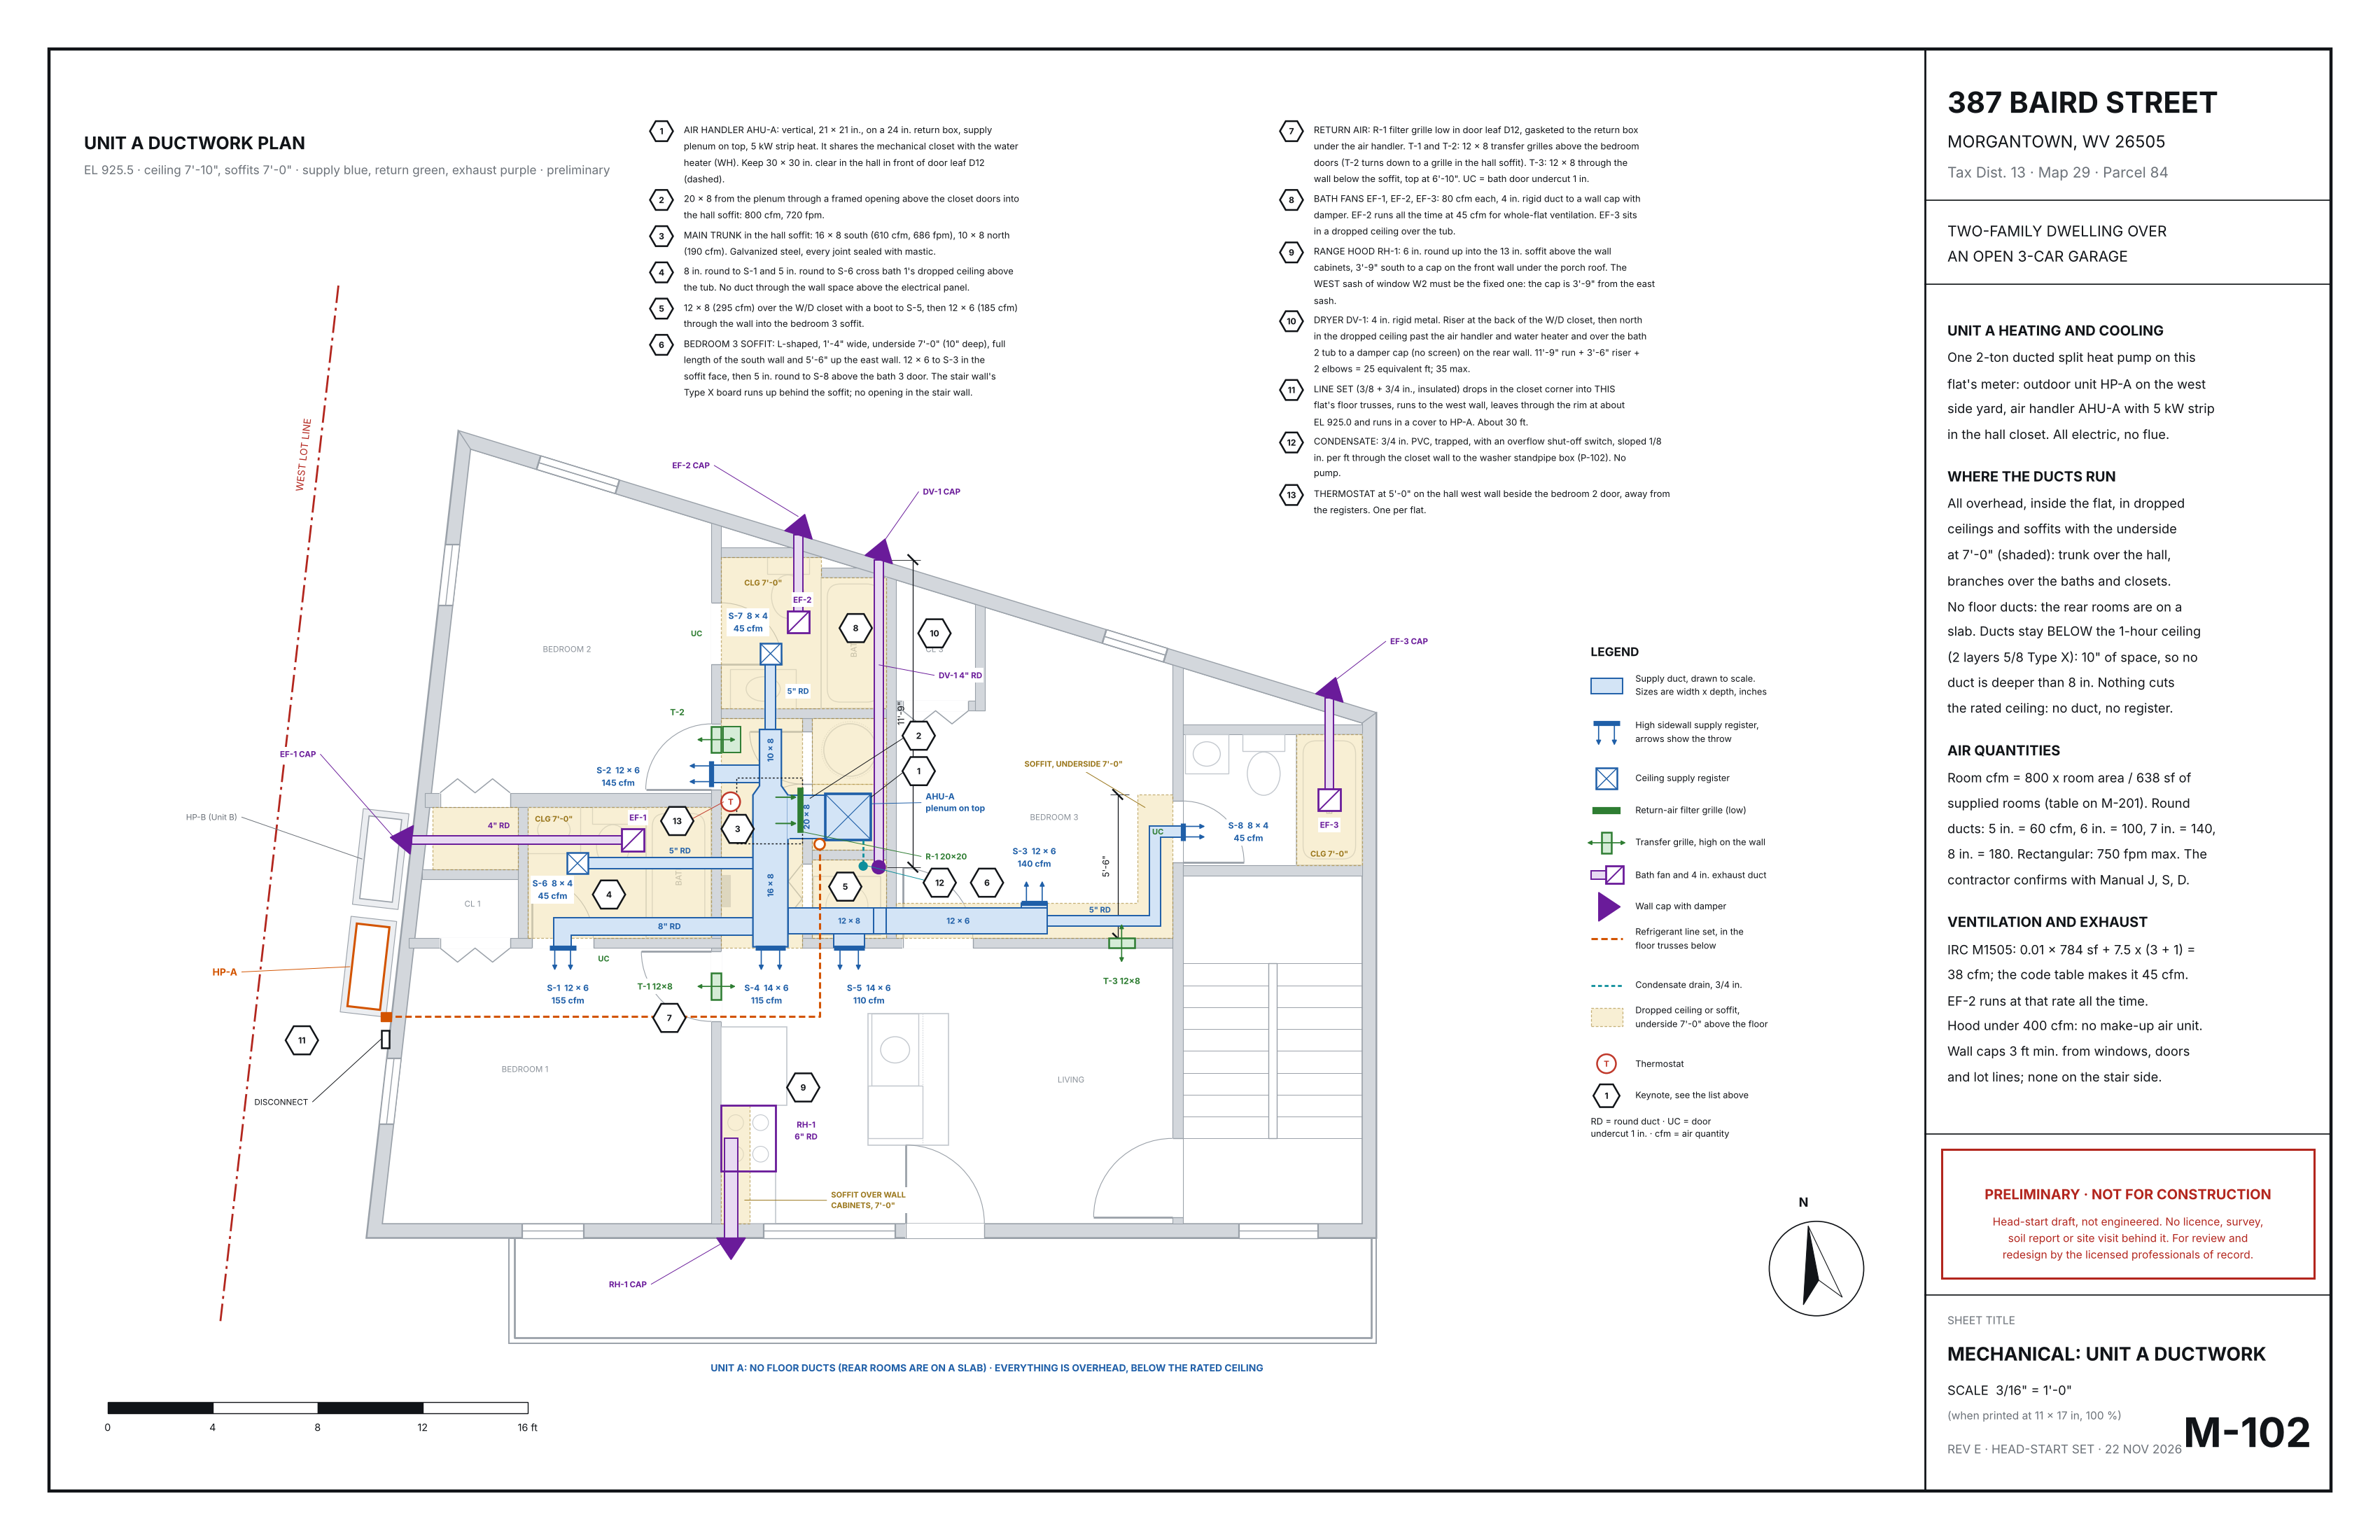 UNIT A DUCTWORK PLAN
EL 925.5 · ceiling 7'-10", soffits 7'-0" · supply blue, return green, exhaust purple · preliminary
1
AIR HANDLER AHU-A: vertical, 21 × 21 in., on a 24 in. return box, supply
plenum on top, 5 kW strip heat. It shares the mechanical closet with the water
heater (WH). Keep 30 × 30 in. clear in the hall in front of door leaf D12
(dashed).
2
20 × 8 from the plenum through a framed opening above the closet doors into
the hall soffit: 800 cfm, 720 fpm.
3
MAIN TRUNK in the hall soffit: 16 × 8 south (610 cfm, 686 fpm), 10 × 8 north
(190 cfm). Galvanized steel, every joint sealed with mastic.
4
8 in. round to S-1 and 5 in. round to S-6 cross bath 1's dropped ceiling above
the tub. No duct through the wall space above the electrical panel.
5
12 × 8 (295 cfm) over the W/D closet with a boot to S-5, then 12 × 6 (185 cfm)
through the wall into the bedroom 3 soffit.
6
BEDROOM 3 SOFFIT: L-shaped, 1'-4" wide, underside 7'-0" (10" deep), full
length of the south wall and 5'-6" up the east wall. 12 × 6 to S-3 in the
soffit face, then 5 in. round to S-8 above the bath 3 door. The stair wall's
Type X board runs up behind the soffit; no opening in the stair wall.
7
RETURN AIR: R-1 filter grille low in door leaf D12, gasketed to the return box
under the air handler. T-1 and T-2: 12 × 8 transfer grilles above the bedroom
doors (T-2 turns down to a grille in the hall soffit). T-3: 12 × 8 through the
wall below the soffit, top at 6'-10". UC = bath door undercut 1 in.
8
BATH FANS EF-1, EF-2, EF-3: 80 cfm each, 4 in. rigid duct to a wall cap with
damper. EF-2 runs all the time at 45 cfm for whole-flat ventilation. EF-3 sits
in a dropped ceiling over the tub.
9
RANGE HOOD RH-1: 6 in. round up into the 13 in. soffit above the wall
cabinets, 3'-9" south to a cap on the front wall under the porch roof. The
WEST sash of window W2 must be the fixed one: the cap is 3'-9" from the east
sash.
10
DRYER DV-1: 4 in. rigid metal. Riser at the back of the W/D closet, then north
in the dropped ceiling past the air handler and water heater and over the bath
2 tub to a damper cap (no screen) on the rear wall. 11'-9" run + 3'-6" riser +
2 elbows = 25 equivalent ft; 35 max.
11
LINE SET (3/8 + 3/4 in., insulated) drops in the closet corner into THIS
flat's floor trusses, runs to the west wall, leaves through the rim at about
EL 925.0 and runs in a cover to HP-A. About 30 ft.
12
CONDENSATE: 3/4 in. PVC, trapped, with an overflow shut-off switch, sloped 1/8
in. per ft through the closet wall to the washer standpipe box (P-102). No
pump.
13
THERMOSTAT at 5'-0" on the hall west wall beside the bedroom 2 door, away from
the registers. One per flat.
WEST LOT LINE
EF-2 CAP
DV-1 CAP
CLG 7'-0"
EF-2
S-7 8 × 4
45 cfm
UC
8
10
BEDROOM 2
DV-1 4" RD
5" RD
T-2
11'-9"
2
10 × 8
EF-3 CAP
EF-1 CAP
S-2 12 × 6
145 cfm
1
SOFFIT, UNDERSIDE 7'-0"
AHU-A
plenum on top
T
20 × 8
HP-B (Unit B)
4" RD
CLG 7'-0"
EF-1
13
3
BEDROOM 3
UC
S-8 8 × 4
45 cfm
EF-3
CLG 7'-0"
5" RD
R-1 20×20
S-3 12 × 6
140 cfm
5'-6"
S-6 8 × 4
45 cfm
4
5
12
6
16 × 8
CL 1
8" RD
12 × 8
12 × 6
5" RD
UC
HP-A
S-1 12 × 6
155 cfm
T-1 12×8
S-4 14 × 6
115 cfm
S-5 14 × 6
110 cfm
T-3 12×8
7
11
BEDROOM 1
9
LIVING
DISCONNECT
RH-1
6" RD
SOFFIT OVER WALL
CABINETS, 7'-0"
RH-1 CAP
UNIT A: NO FLOOR DUCTS (REAR ROOMS ARE ON A SLAB) · EVERYTHING IS OVERHEAD, BELOW THE RATED CEILING
0 4 8 12 16 ft
LEGEND
Supply duct, drawn to scale.
Sizes are width x depth, inches
High sidewall supply register,
arrows show the throw
Ceiling supply register
Return-air filter grille (low)
Transfer grille, high on the wall
Bath fan and 4 in. exhaust duct
Wall cap with damper
Refrigerant line set, in the
floor trusses below
Condensate drain, 3/4 in.
Dropped ceiling or soffit,
underside 7'-0" above the floor
T
Thermostat
1
Keynote, see the list above
RD = round duct · UC = door
undercut 1 in. · cfm = air quantity
N
387 BAIRD STREET
MORGANTOWN, WV 26505
Tax Dist. 13 · Map 29 · Parcel 84
TWO-FAMILY DWELLING OVER
AN OPEN 3-CAR GARAGE
UNIT A HEATING AND COOLING
One 2-ton ducted split heat pump on this
flat's meter: outdoor unit HP-A on the west
side yard, air handler AHU-A with 5 kW strip
in the hall closet. All electric, no flue.
WHERE THE DUCTS RUN
All overhead, inside the flat, in dropped
ceilings and soffits with the underside
at 7'-0" (shaded): trunk over the hall,
branches over the baths and closets.
No floor ducts: the rear rooms are on a
slab. Ducts stay BELOW the 1-hour ceiling
(2 layers 5/8 Type X): 10" of space, so no
duct is deeper than 8 in. Nothing cuts
the rated ceiling: no duct, no register.
AIR QUANTITIES
Room cfm = 800 x room area / 638 sf of
supplied rooms (table on M-201). Round
ducts: 5 in. = 60 cfm, 6 in. = 100, 7 in. = 140,
8 in. = 180. Rectangular: 750 fpm max. The
contractor confirms with Manual J, S, D.
VENTILATION AND EXHAUST
IRC M1505: 0.01 × 784 sf + 7.5 x (3 + 1) =
38 cfm; the code table makes it 45 cfm.
EF-2 runs at that rate all the time.
Hood under 400 cfm: no make-up air unit.
Wall caps 3 ft min. from windows, doors
and lot lines; none on the stair side.
PRELIMINARY · NOT FOR CONSTRUCTION
Head-start draft, not engineered. No licence, survey,
soil report or site visit behind it. For review and
redesign by the licensed professionals of record.
SHEET TITLE
MECHANICAL: UNIT A DUCTWORK
SCALE 3/16" = 1'-0"
(when printed at 11 × 17 in, 100 %)
REV E · HEAD-START SET · 22 NOV 2026
M-102